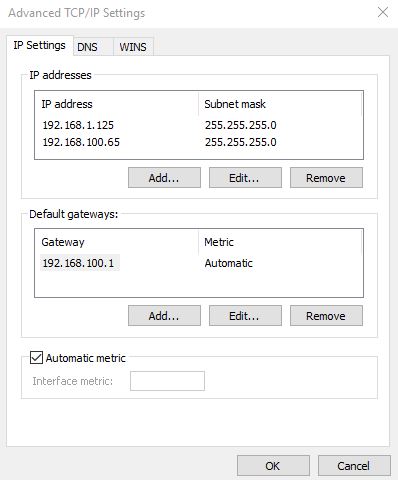 Advanced TCP/IP Settings
IP Settings DNS WINS
IP addresses
IP address Subnet mask
192.168.1.125 255.255.255.0
192.168.100.65 255.255.255.0
Add... Edit... Remove
Default gateways:
Gateway Metric
192.168.100.1 Automatic
Add... Edit... Remove
Automatic metric
Interface metric:
OK Cancel